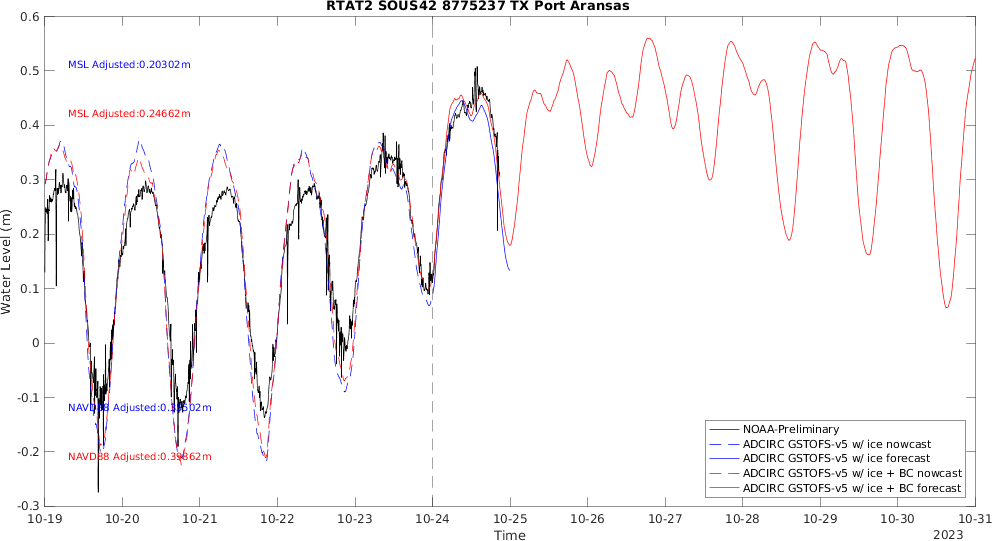 RTAT2 SOUS42 8775237 TX Port Aransas
0.6
0.5
0.4
0.3
0.2
0.1
0
-0.1
-0.2
-0.3
Water Level (m)
MSL Adjusted:0.20302m
MSL Adjusted:0.24662m
NAVD88 Adjusted:0.39862m
NOAA-Preliminary
ADCIRC GSTOFS-v5 w/ ice nowcast
ADCIRC GSTOFS-v5 w/ ice forecast
ADCIRC GSTOFS-v5 w/ ice + BC nowcast
ADCIRC GSTOFS-v5 w/ ice + BC forecast
10-19 10-20 10-21 10-22 10-23 10-24 10-25 10-26 10-27 10-28 10-29 10-30 10-31
Time
2023